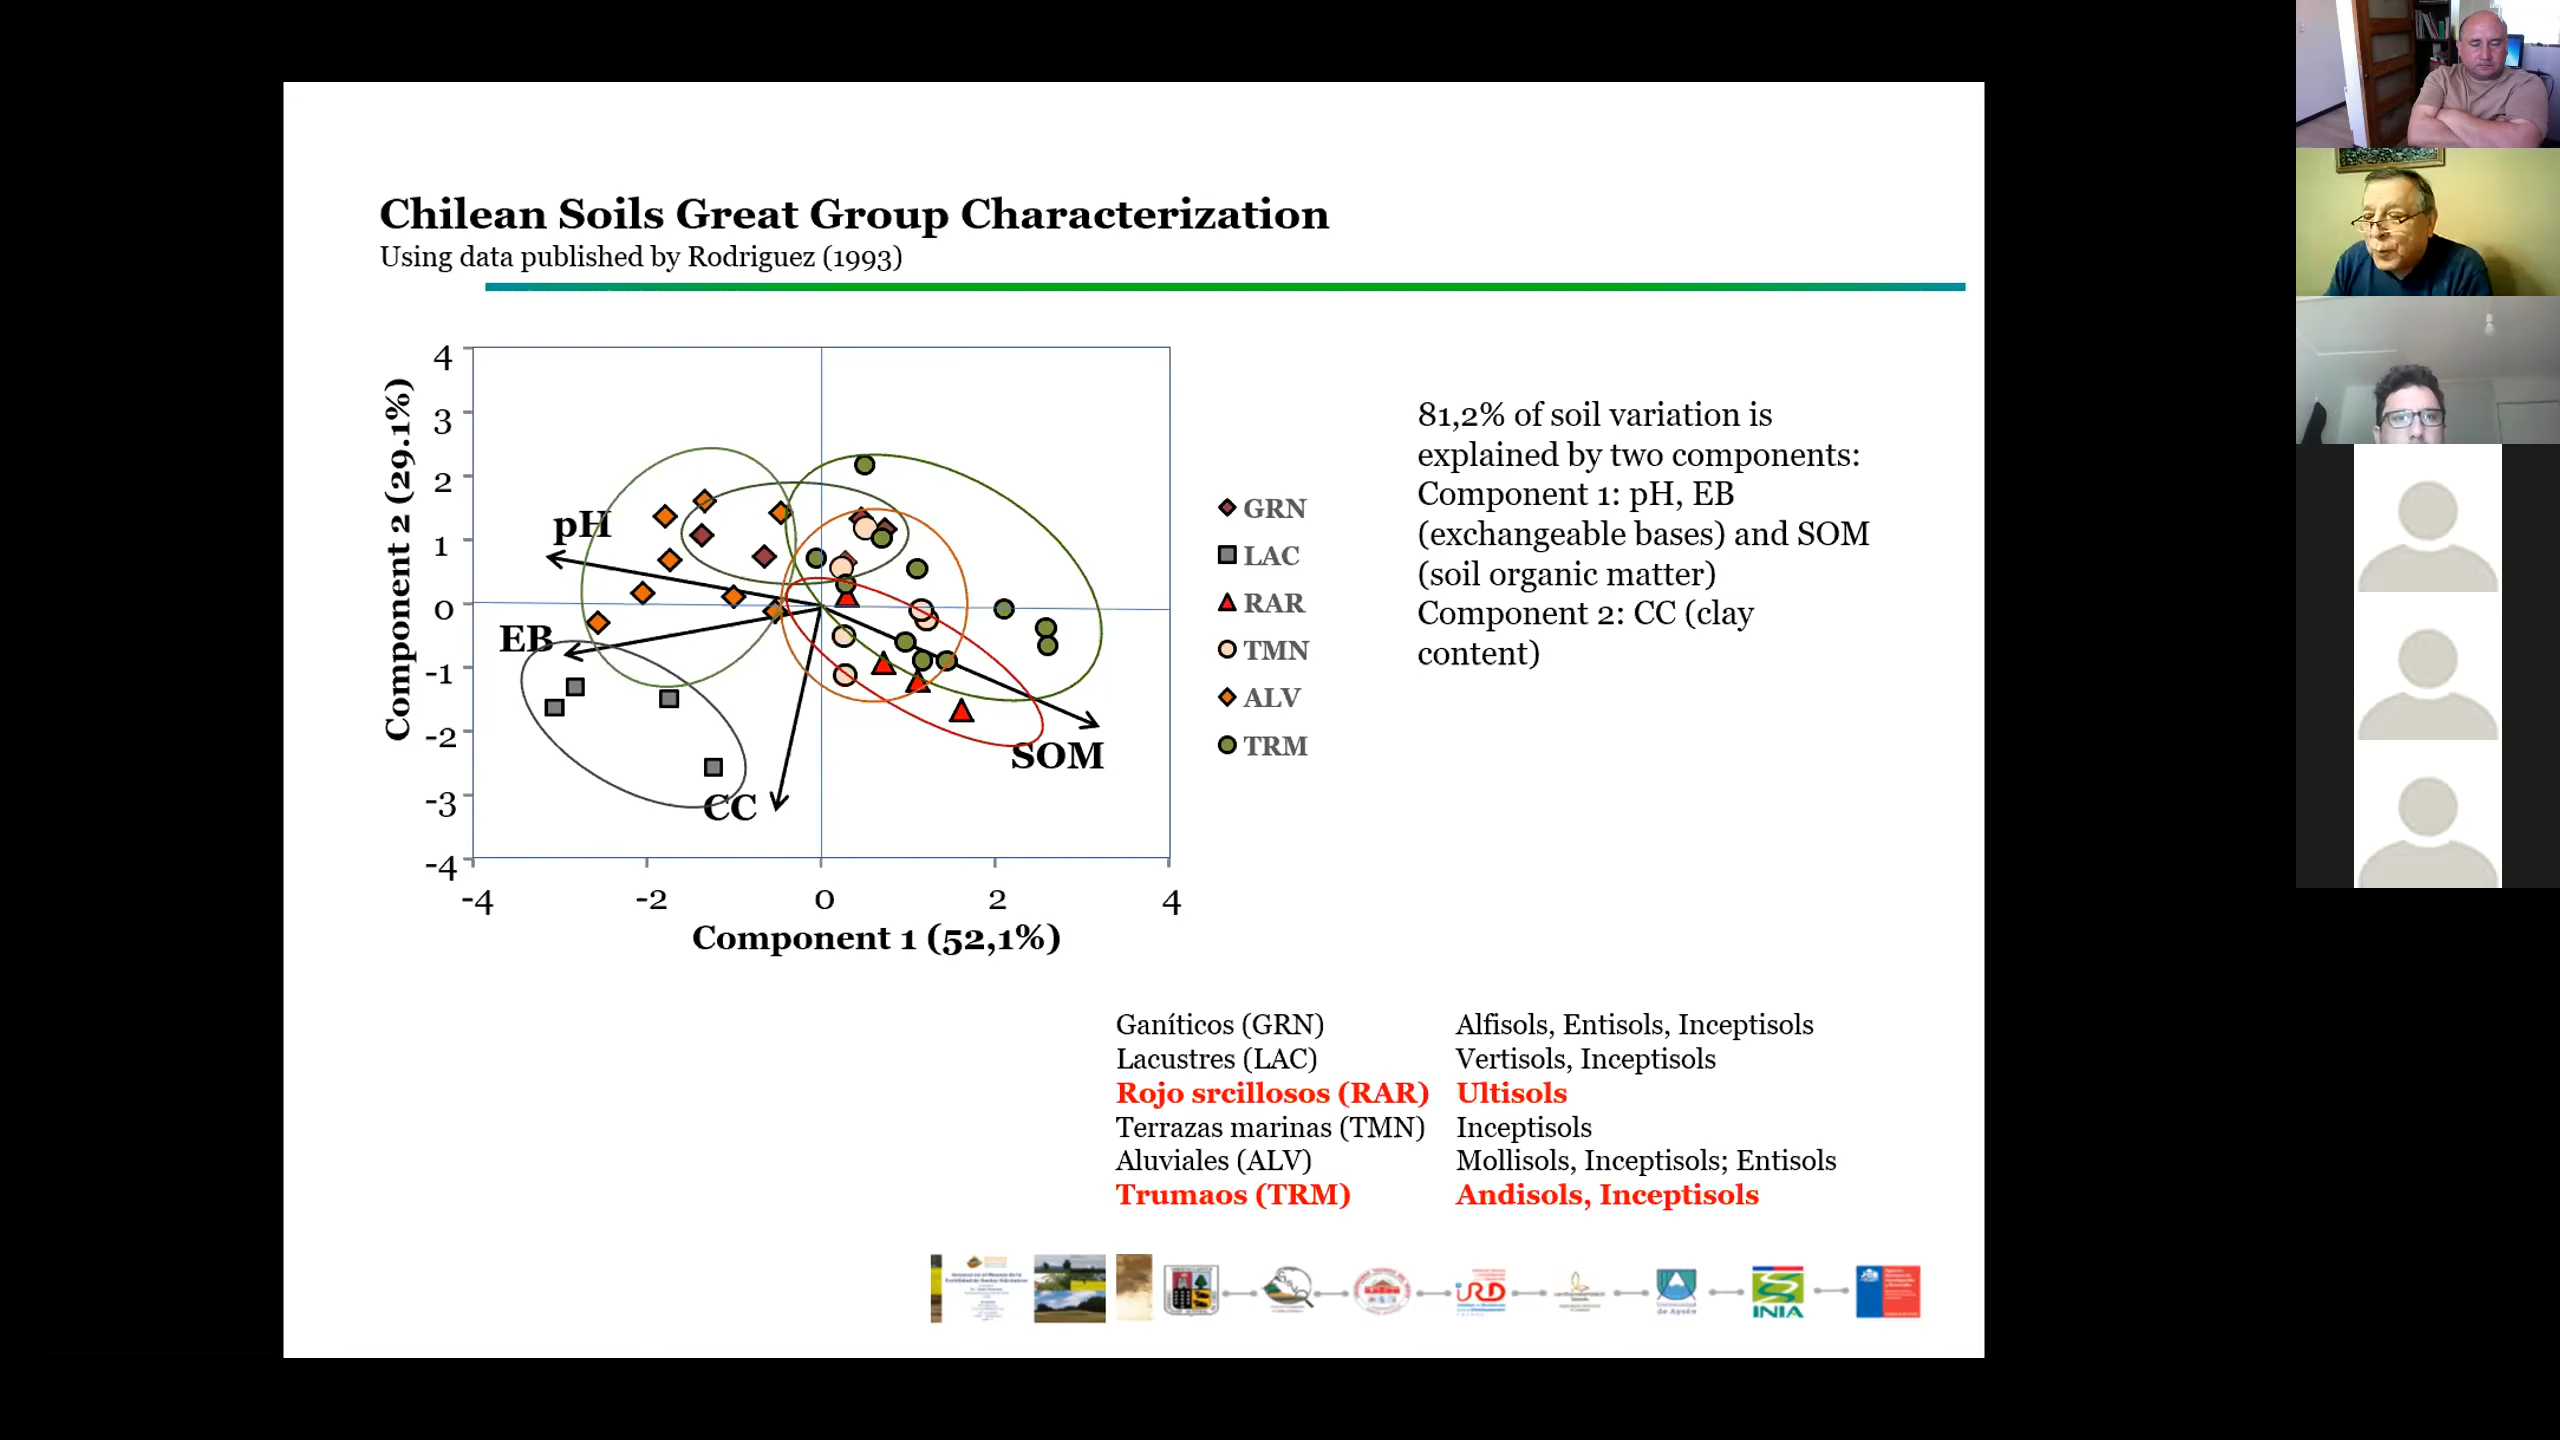 Chilean Soils Great Group Characterization
Using data published by Rodriguez (1993)
Component 2 (29.1%)
4
3
2
1
0
-1
-2
-3
-4
pH
EB
CC
SOM
-4
-2
0
2
4
Component 1 (52,1%)
GRN
LAC
RAR
TMN
ALV
TRM
81,2% of soil variation is
explained by two components:
Component 1: pH, EB
(exchangeable bases) and SOM
(soil organic matter)
Component 2: CC (clay
content)
Ganíticos (GRN) Alfisols, Entisols, Inceptisols
Lacustres (LAC) Vertisols, Inceptisols
Rojo srcillosos (RAR) Ultisols
Terrazas marinas (TMN) Inceptisols
Aluviales (ALV) Mollisols, Inceptisols; Entisols
Trumaos (TRM) Andisols, Inceptisols
iRD
Universidad
de Aysén
INIA